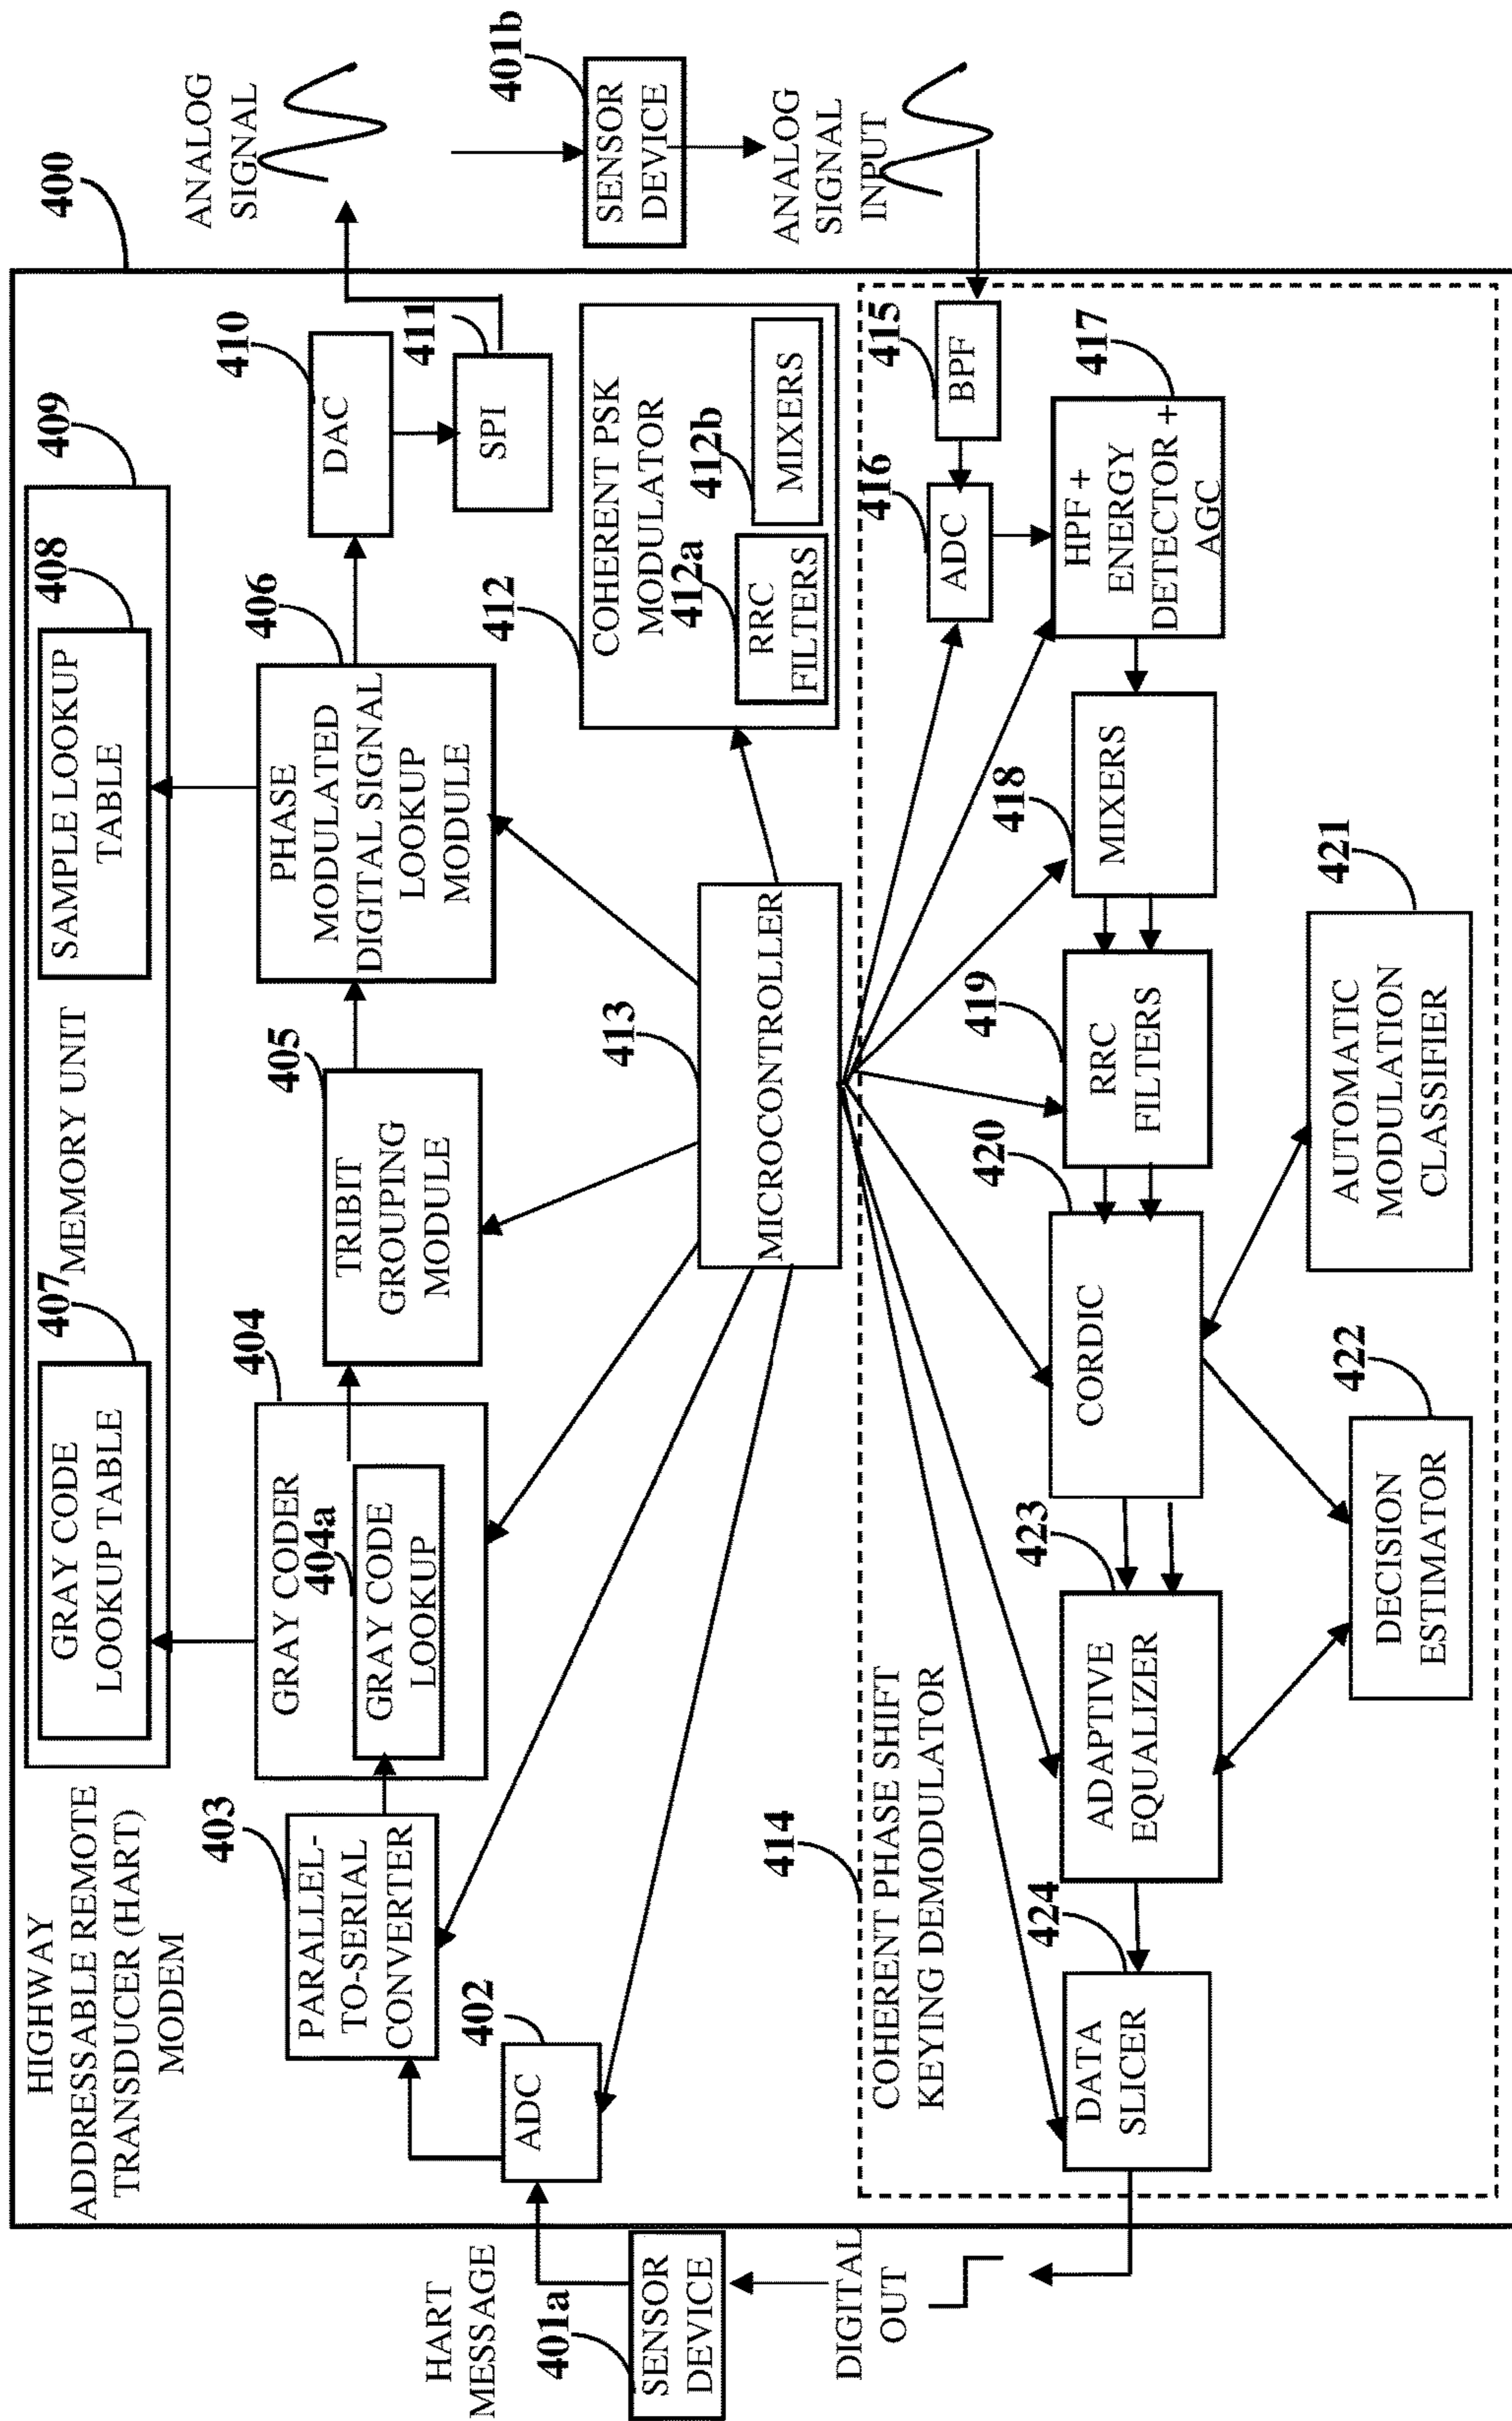 400
HIGHWAY
ADDRESSABLE REMOTE
TRANSDUCER (HART)
MODEM
407
MEMORY UNIT
408
409
GRAY CODE
LOOKUP TABLE
SAMPLE LOOKUP
TABLE
403
PARALLEL-
TO-SERIAL
CONVERTER
404
GRAY CODER
404a
GRAY CODE
LOOKUP
405
TRIBIT
GROUPING
MODULE
406
PHASE
MODULATED
DIGITAL SIGNAL
LOOKUP
MODULE
410
DAC
411
SPI
ANALOG
SIGNAL
HART
MESSAGE
401a
SENSOR
DEVICE
402
ADC
413
MICROCONTROLLER
412
COHERENT PSK
MODULATOR
412a
RRC
FILTERS
412b
MIXERS
401b
SENSOR
DEVICE
ANALOG
SIGNAL
INPUT
DIGITAL
OUT
414
COHERENT PHASE SHIFT
KEYING DEMODULATOR
415
BPF
416
ADC
417
HPF +
ENERGY
DETECTOR +
AGC
418
MIXERS
419
RRC
FILTERS
420
CORDIC
423
ADAPTIVE
EQUALIZER
424
DATA
SLICER
422
DECISION
ESTIMATOR
421
AUTOMATIC
MODULATION
CLASSIFIER